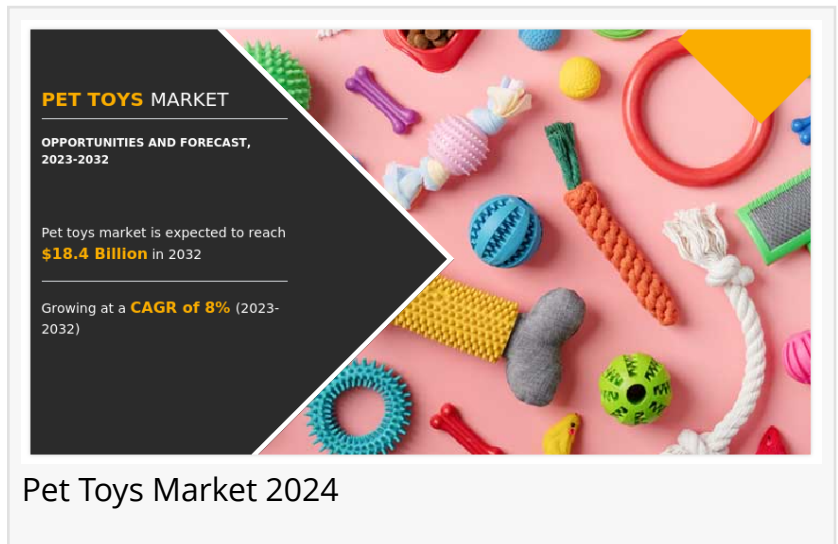 PET TOYS MARKET
OPPORTUNITIES AND FORECAST,
2023-2032
Pet toys market is expected to reach
$18.4 Billion in 2032
Growing at a CAGR of 8% (2023-
2032)
Pet Toys Market 2024